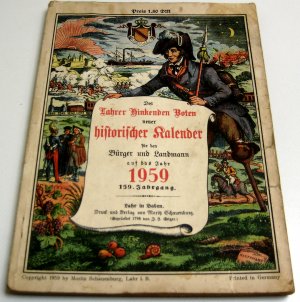 Preis 1,80 DM
Des
Lahrer Hinkenden Boten
neuer
historischer Kalender
für den
Bürger und Landmann
auf das Jahr
1959
159. Jahrgang.
Lahr in Baden.
Druck und Verlag von Moritz Schauenburg.
(Gegründet 1794 von J. H. Geiger)
Copyright 1959 by Moritz Schauenburg, Lahr i. B.
Printed in Germany